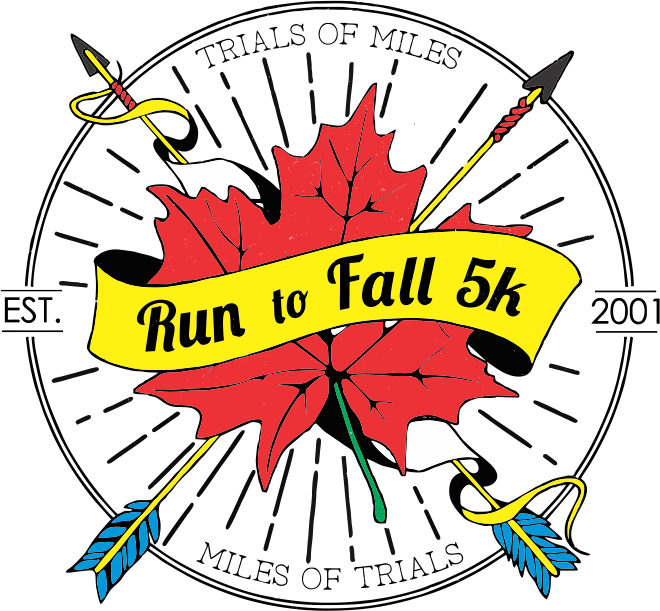 TRIALS OF MILES
Run to Fall 5k
EST.
2001
MILES OF TRIALS